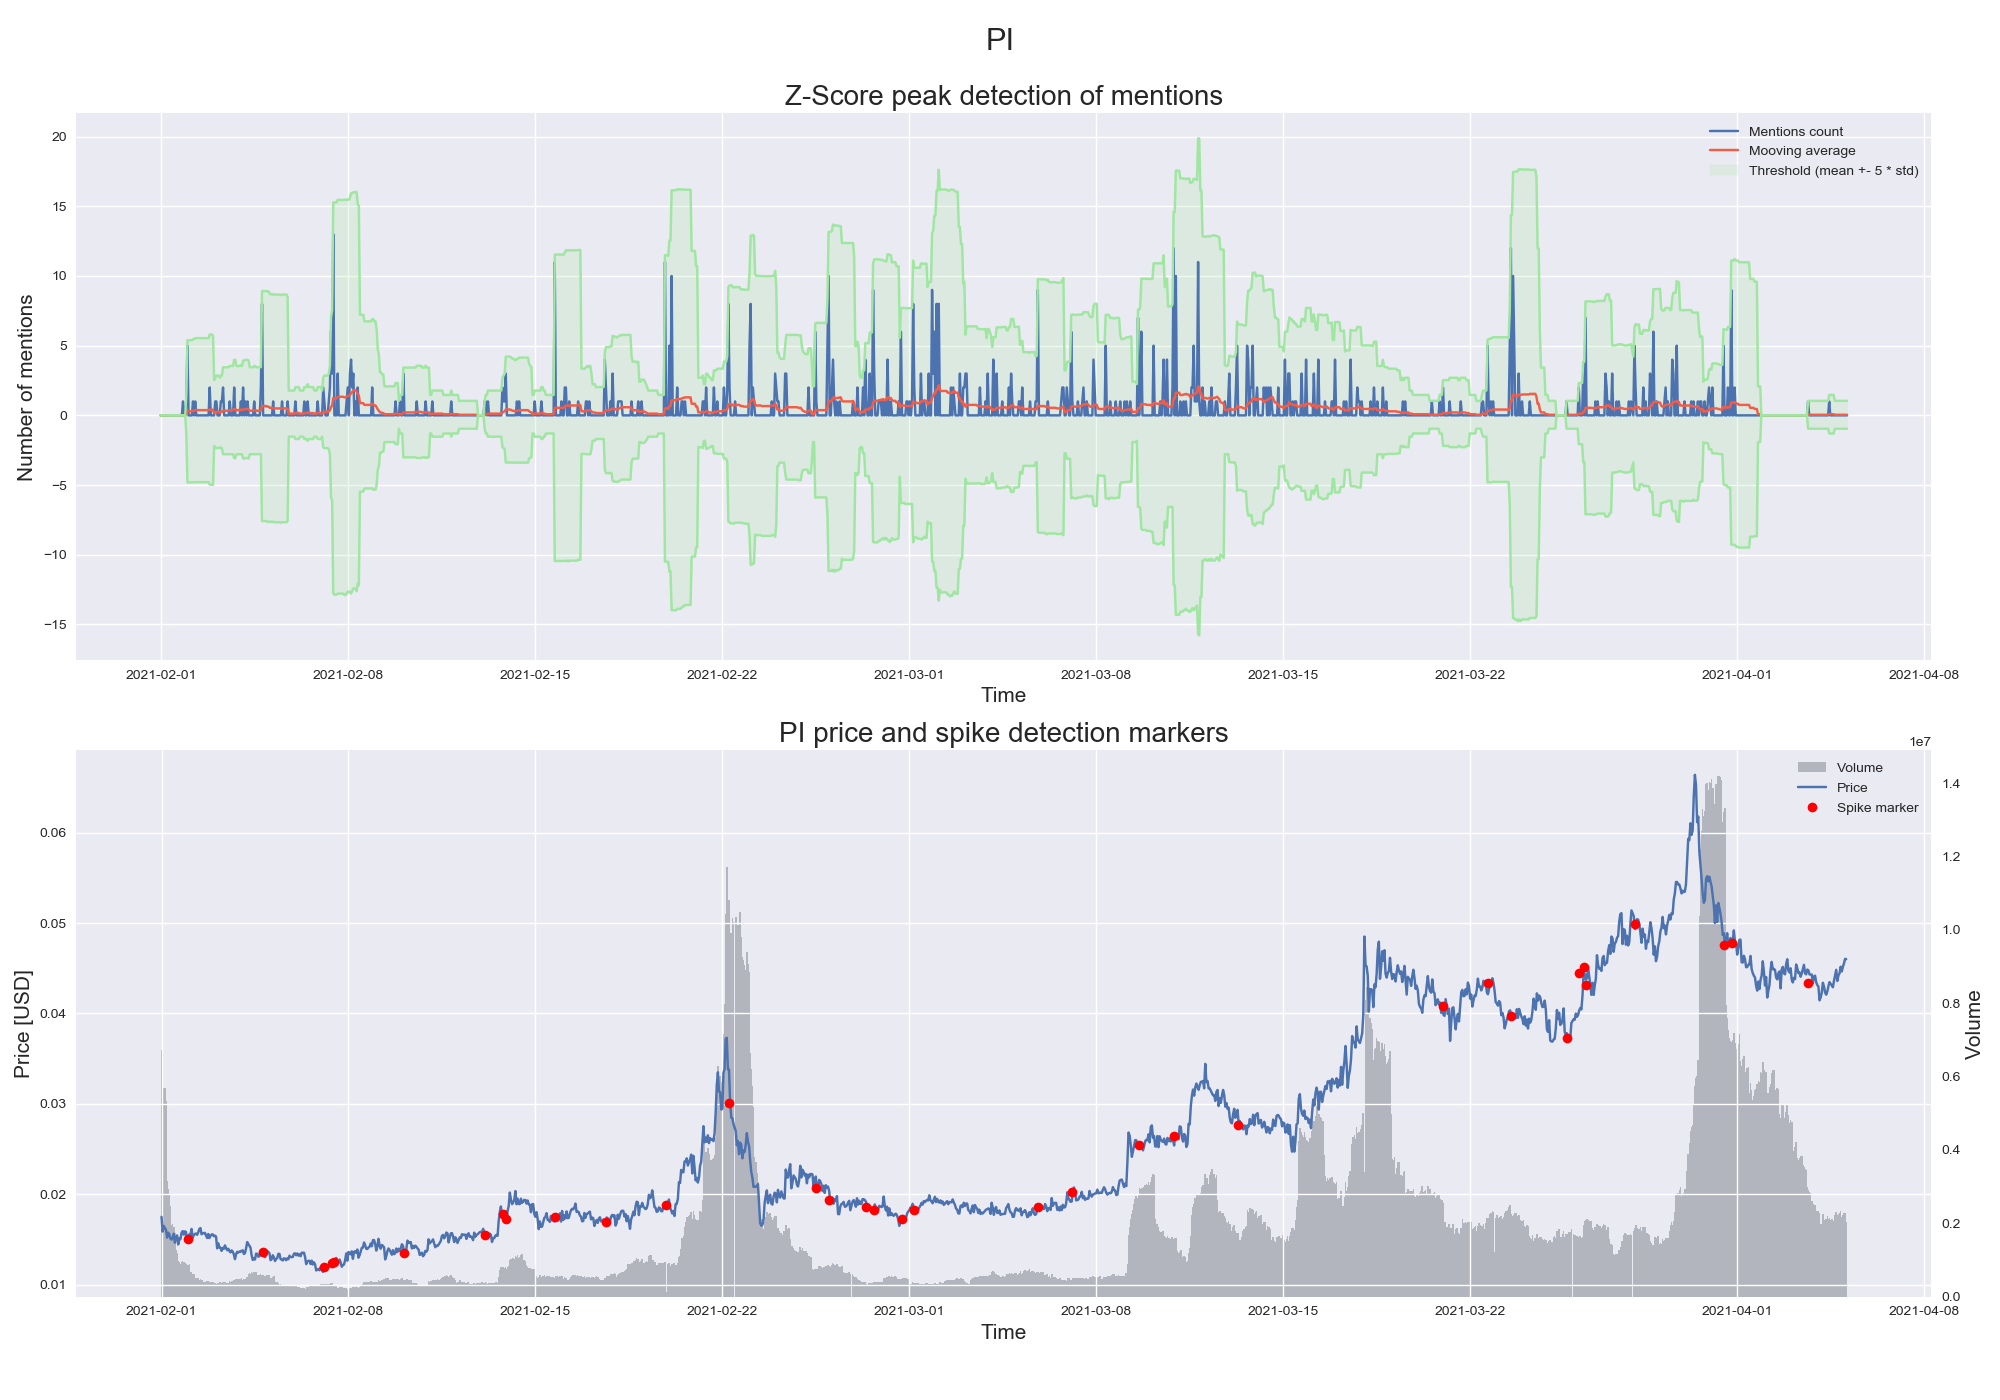 PI
Z-Score peak detection of mentions
Number of mentions
20
15
10
5
0
−5
−10
−15
Mentions count
Mooving average
Threshold (mean +- 5 * std)
2021-02-01 2021-02-08 2021-02-15 2021-02-22 2021-03-01 2021-03-08 2021-03-15 2021-03-22 2021-04-01 2021-04-08
Time
PI price and spike detection markers
1e7
Price [USD]
0.06
0.05
0.04
0.03
0.02
0.01
Volume
Price
Spike marker
1.4
1.2
1.0
0.8
0.6
0.4
0.2
0.0
Volume
2021-02-01 2021-02-08 2021-02-15 2021-02-22 2021-03-01 2021-03-08 2021-03-15 2021-03-22 2021-04-01 2021-04-08
Time